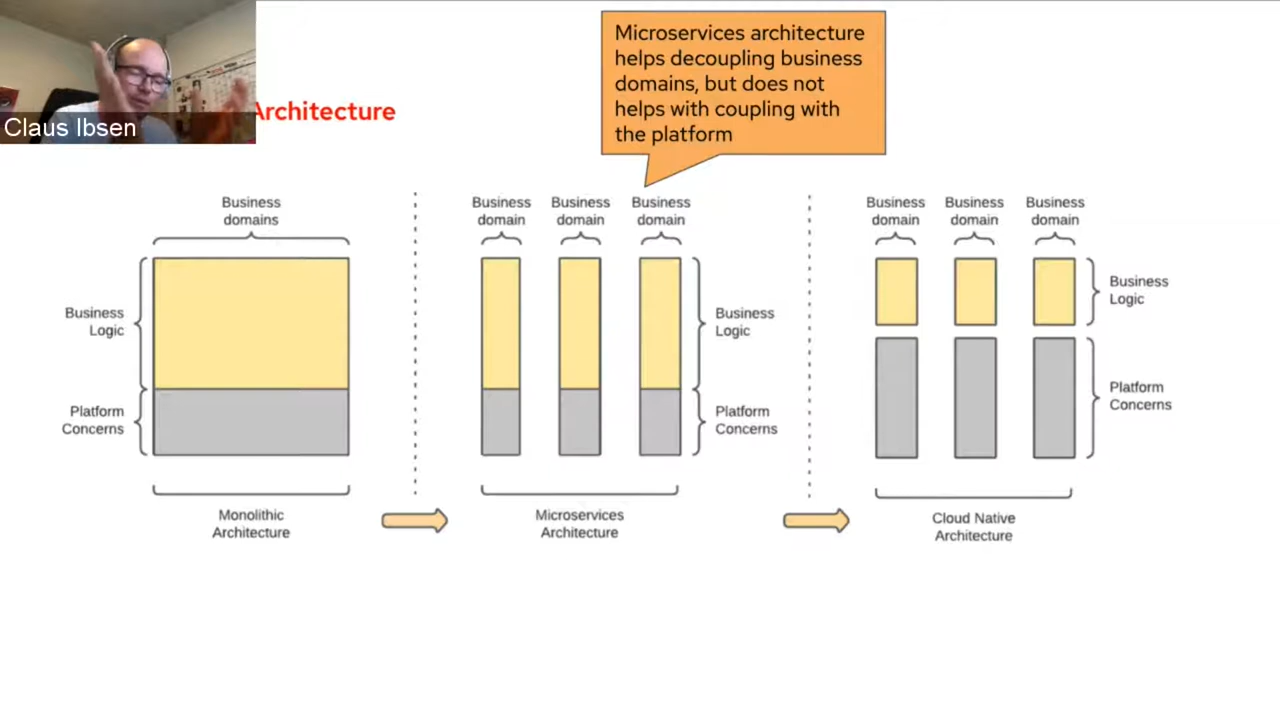 Claus Ibsen
Architecture
Microservices architecture
helps decoupling business
domains, but does not
helps with coupling with
the platform
Business
domains
Business
Logic
Platform
Concerns
Monolithic
Architecture
Business
domain
Business
domain
Business
domain
Business
Logic
Platform
Concerns
Microservices
Architecture
Business
domain
Business
domain
Business
domain
Business
Logic
Platform
Concerns
Cloud Native
Architecture